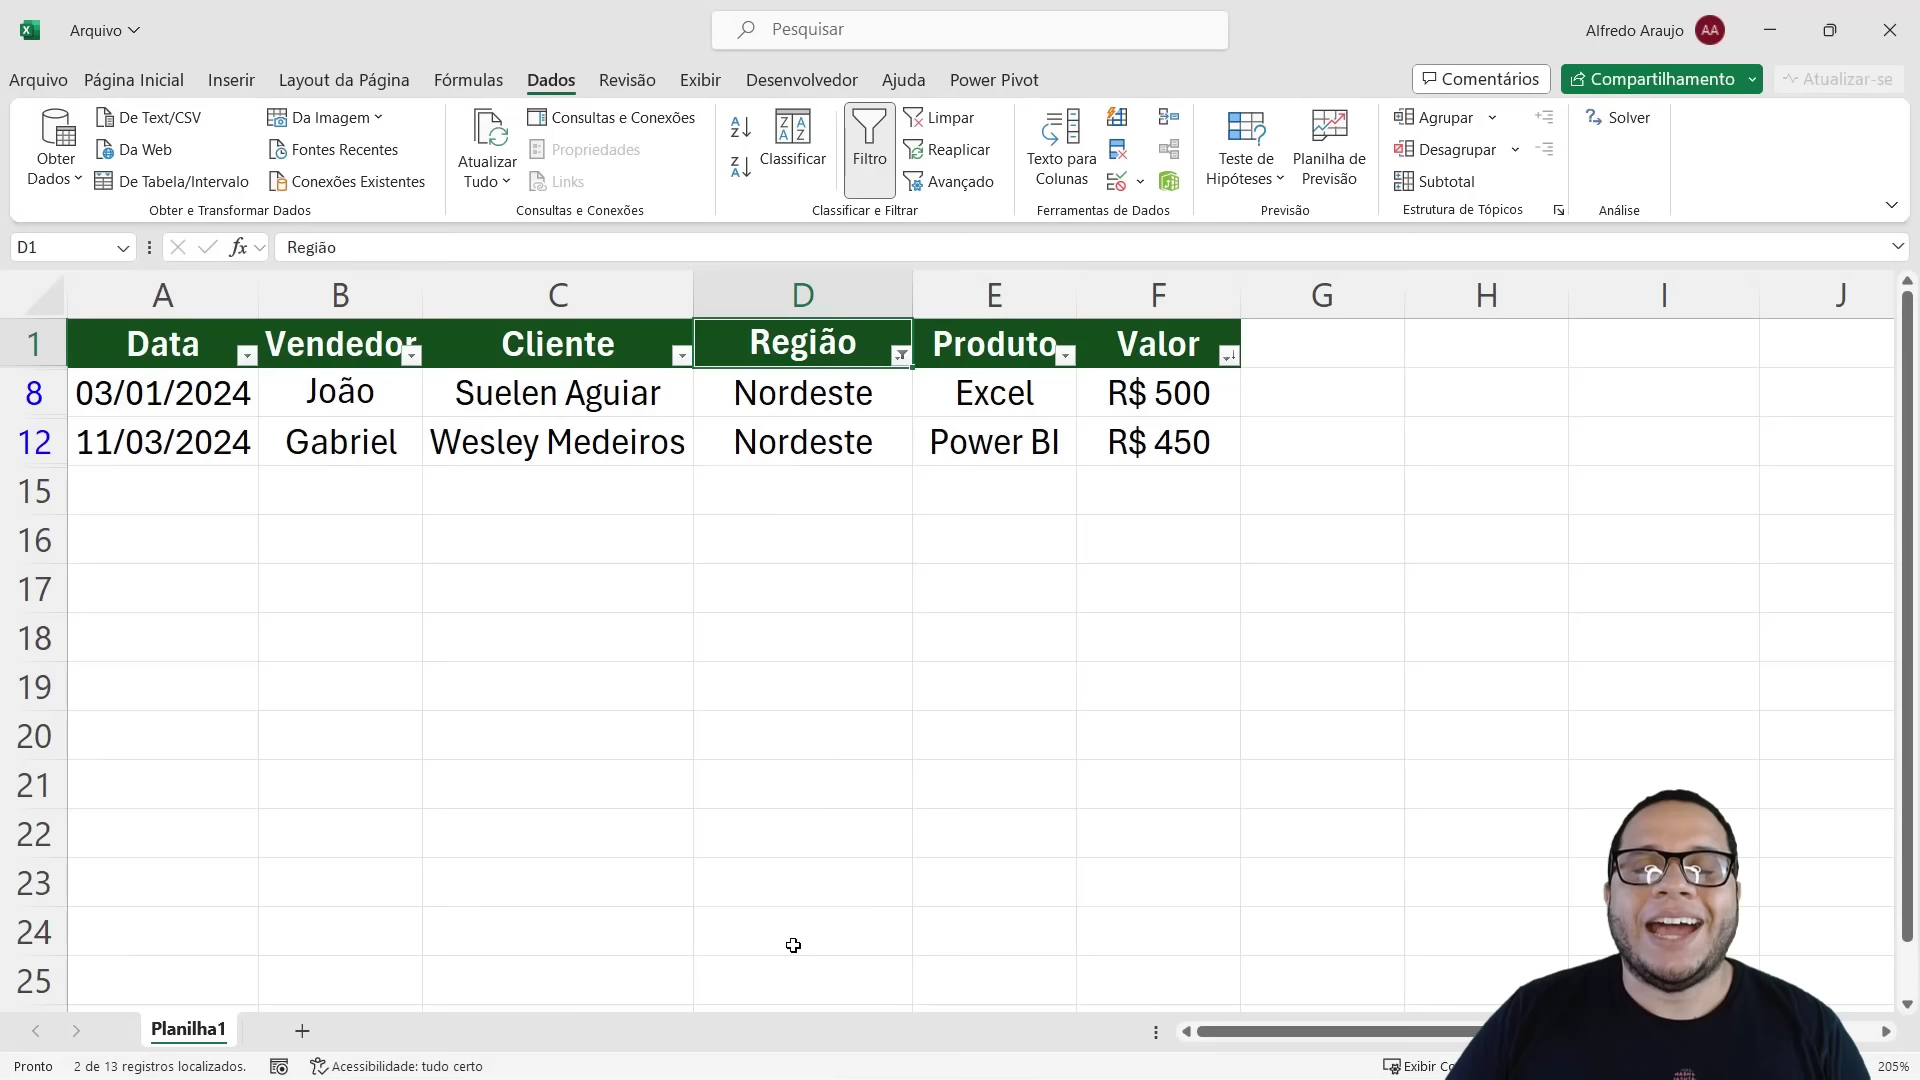 Arquivo
Pesquisar
Alfredo Araujo AA
Arquivo Página Inicial Inserir Layout da Página Fórmulas Dados Revisão Exibir Desenvolvedor Ajuda Power Pivot Comentários Compartilhamento Atualizar-se
Obter Dados
De Text/CSV
Da Web
De Tabela/Intervalo
Da Imagem
Fontes Recentes
Conexões Existentes
Obter e Transformar Dados
Atualizar Tudo
Consultas e Conexões
Propriedades
Links
Consultas e Conexões
Classificar
Filtro
Limpar
Reaplicar
Avançado
Classificar e Filtrar
Texto para Colunas
Ferramentas de Dados
Teste de Hipóteses
Planilha de Previsão
Previsão
Agrupar
Desagrupar
Subtotal
Estrutura de Tópicos
Solver
Análise
D1 fx Região
A B C D E F G H I J
1 Data Vendedor Cliente Região Produto Valor
8 03/01/2024 João Suelen Aguiar Nordeste Excel R$ 500
12 11/03/2024 Gabriel Wesley Medeiros Nordeste Power BI R$ 450
15
16
17
18
19
20
21
22
23
24
25
Planilha1
Pronto 2 de 13 registros localizados. Acessibilidade: tudo certo Exibir 205%